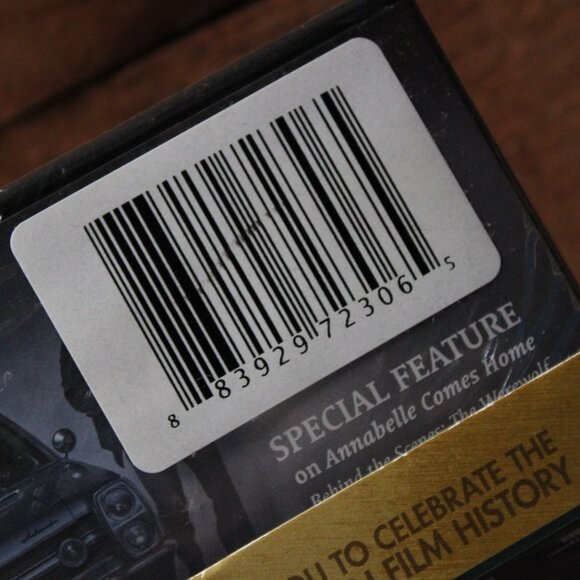 8 83929 72306 5
SPECIAL FEATURE
on Annabelle Comes Home
Behind the Scenes: The Werewolf
TO CELEBRATE THE
FILM HISTORY